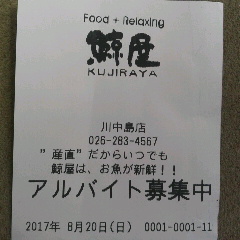 Food + Relaxing
鯨屋
KUJIRAYA
川中島店
026-283-4567
”産直”だからいつでも
鯨屋は、お魚が新鮮！！
アルバイト募集中
2017年 8月20日(日) 0001-0001-11